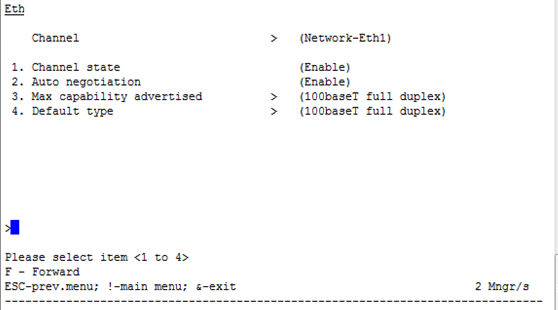 Eth
Channel > (Network-Eth1)
1. Channel state (Enable)
2. Auto negotiation (Enable)
3. Max capability advertised > (100baseT full duplex)
4. Default type > (100baseT full duplex)
>
Please select item <1 to 4>
F - Forward
ESC-prev.menu; !-main menu; &-exit 2 Mngr/s
--------------------------------------------------------------------------------